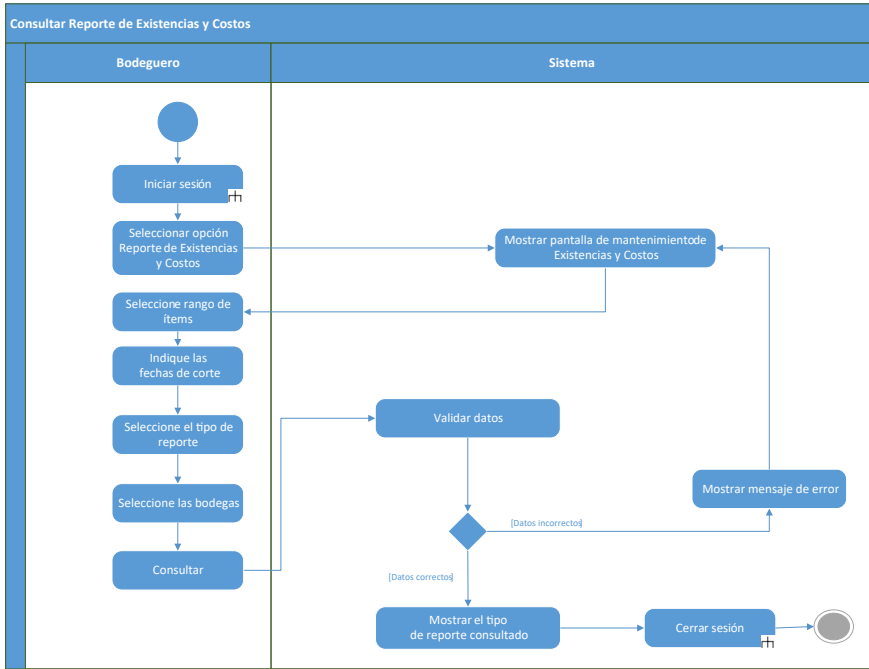 Consultar Reporte de Existencias y Costos
Bodeguero
Sistema
Iniciar sesión
Seleccionar opción
Reporte de Existencias
y Costos
Mostrar pantalla de mantenimientode
Existencias y Costos
Seleccione rango de
ítems
Indique las
fechas de corte
Seleccione el tipo de
reporte
Validar datos
Seleccione las bodegas
Mostrar mensaje de error
[Datos incorrectos]
Consultar
[Datos correctos]
Mostrar el tipo
de reporte consultado
Cerrar sesión